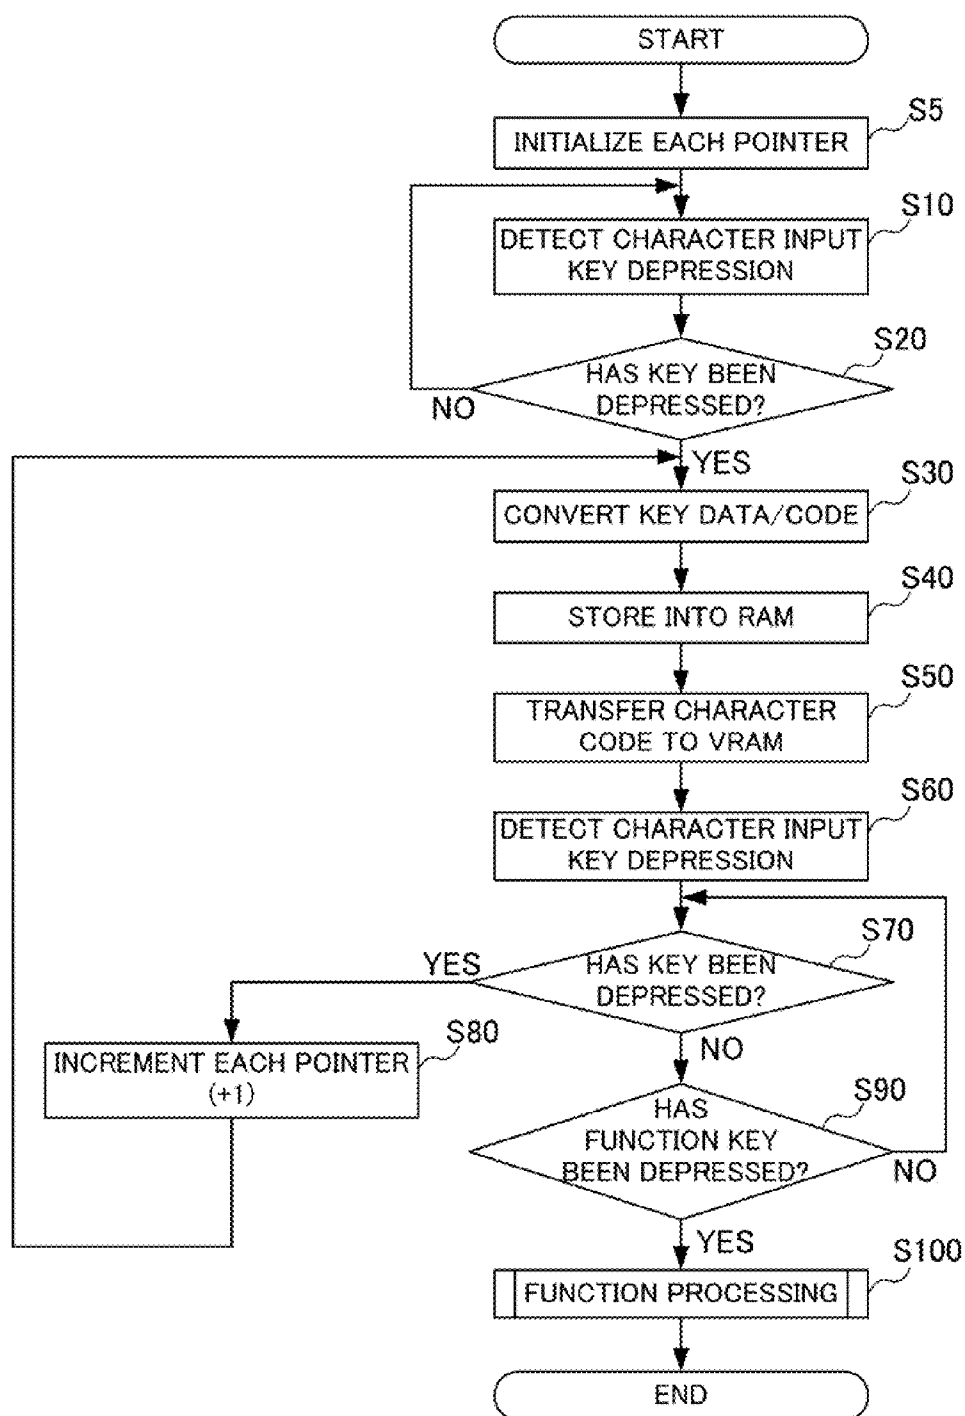 START
S5
INITIALIZE EACH POINTER
S10
DETECT CHARACTER INPUT
KEY DEPRESSION
S20
HAS KEY BEEN
DEPRESSED?
NO
YES
S30
CONVERT KEY DATA/CODE
S40
STORE INTO RAM
S50
TRANSFER CHARACTER
CODE TO VRAM
S60
DETECT CHARACTER INPUT
KEY DEPRESSION
S70
HAS KEY BEEN
DEPRESSED?
YES
NO
S80
INCREMENT EACH POINTER
(+1)
S90
HAS
FUNCTION KEY
BEEN DEPRESSED?
NO
YES
S100
FUNCTION PROCESSING
END